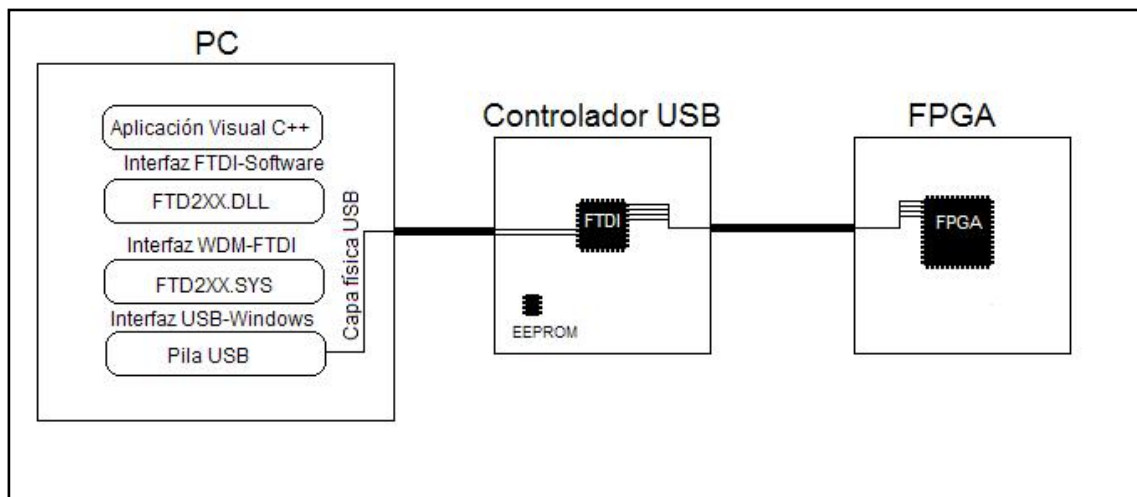 PC
Aplicación Visual C++
Interfaz FTDI-Software
FTD2XX.DLL
Interfaz WDM-FTDI
FTD2XX.SYS
Interfaz USB-Windows
Pila USB
Capa física USB
Controlador USB
FTDI
EEPROM
FPGA
FPGA